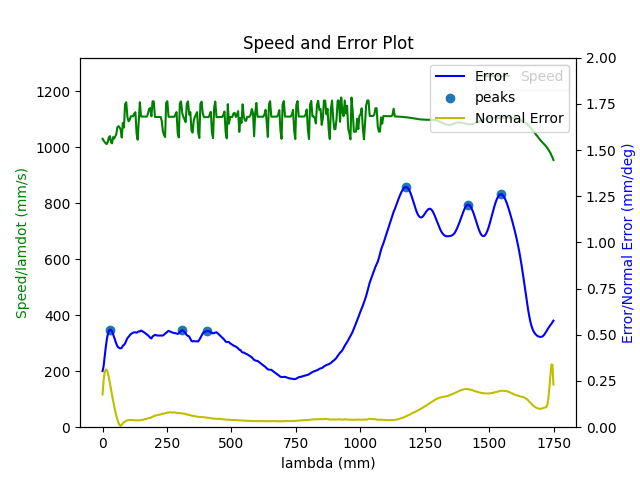 Speed and Error Plot
Speed/lamdot (mm/s)
1200
1000
800
600
400
200
0
Error
Speed
peaks
Normal Error
2.00
1.75
1.50
1.25
1.00
0.75
0.50
0.25
0.00
Error/Normal Error (mm/deg)
0 250 500 750 1000 1250 1500 1750
lambda (mm)